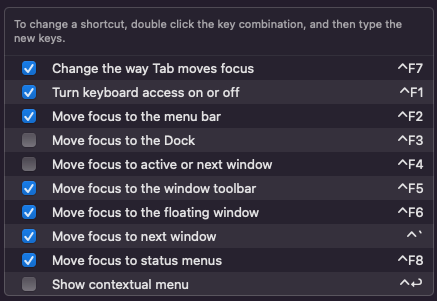 To change a shortcut, double click the key combination, and then type the
new keys.
Change the way Tab moves focus ^F7
Turn keyboard access on or off ^F1
Move focus to the menu bar ^F2
Move focus to the Dock ^F3
Move focus to active or next window ^F4
Move focus to the window toolbar ^F5
Move focus to the floating window ^F6
Move focus to next window ^`
Move focus to status menus ^F8
Show contextual menu ^↩